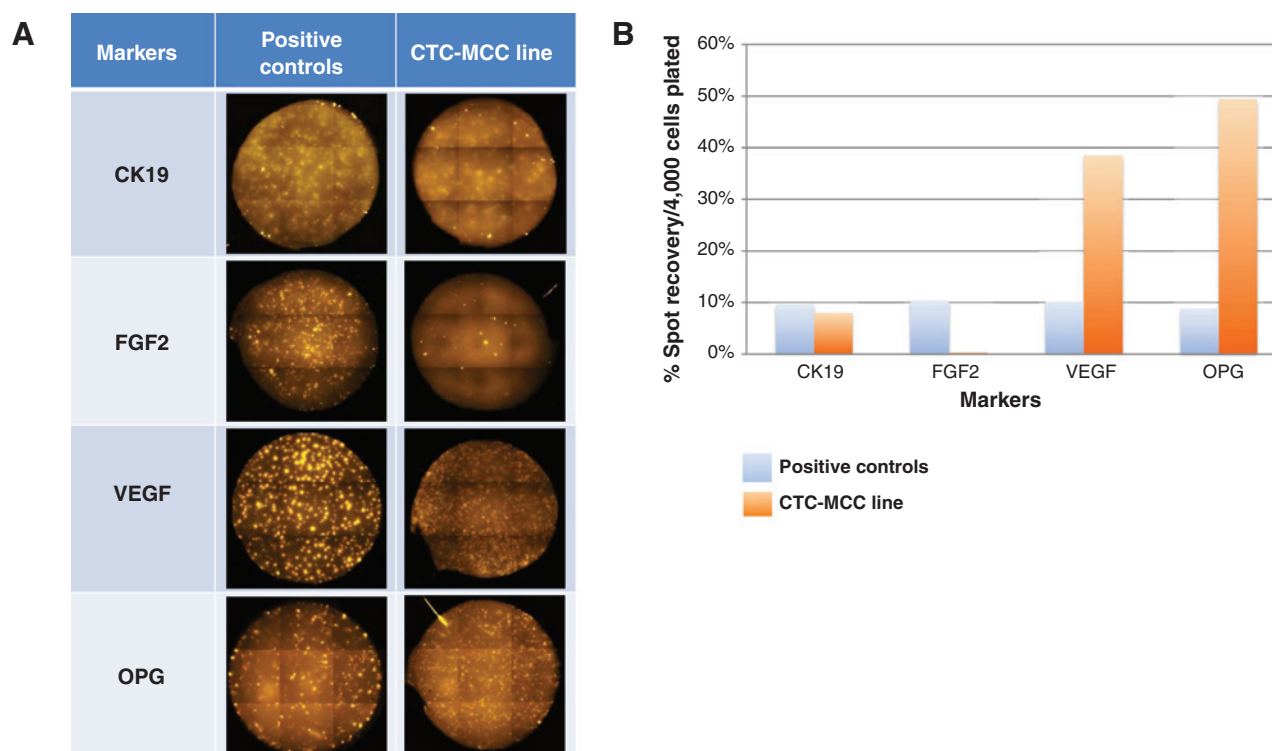 A
Markers
Positive controls
CTC-MCC line
CK19
FGF2
VEGF
OPG
B
% Spot recovery/4,000 cells plated
60%
50%
40%
30%
20%
10%
0%
CK19 FGF2 VEGF OPG
Markers
Positive controls
CTC-MCC line